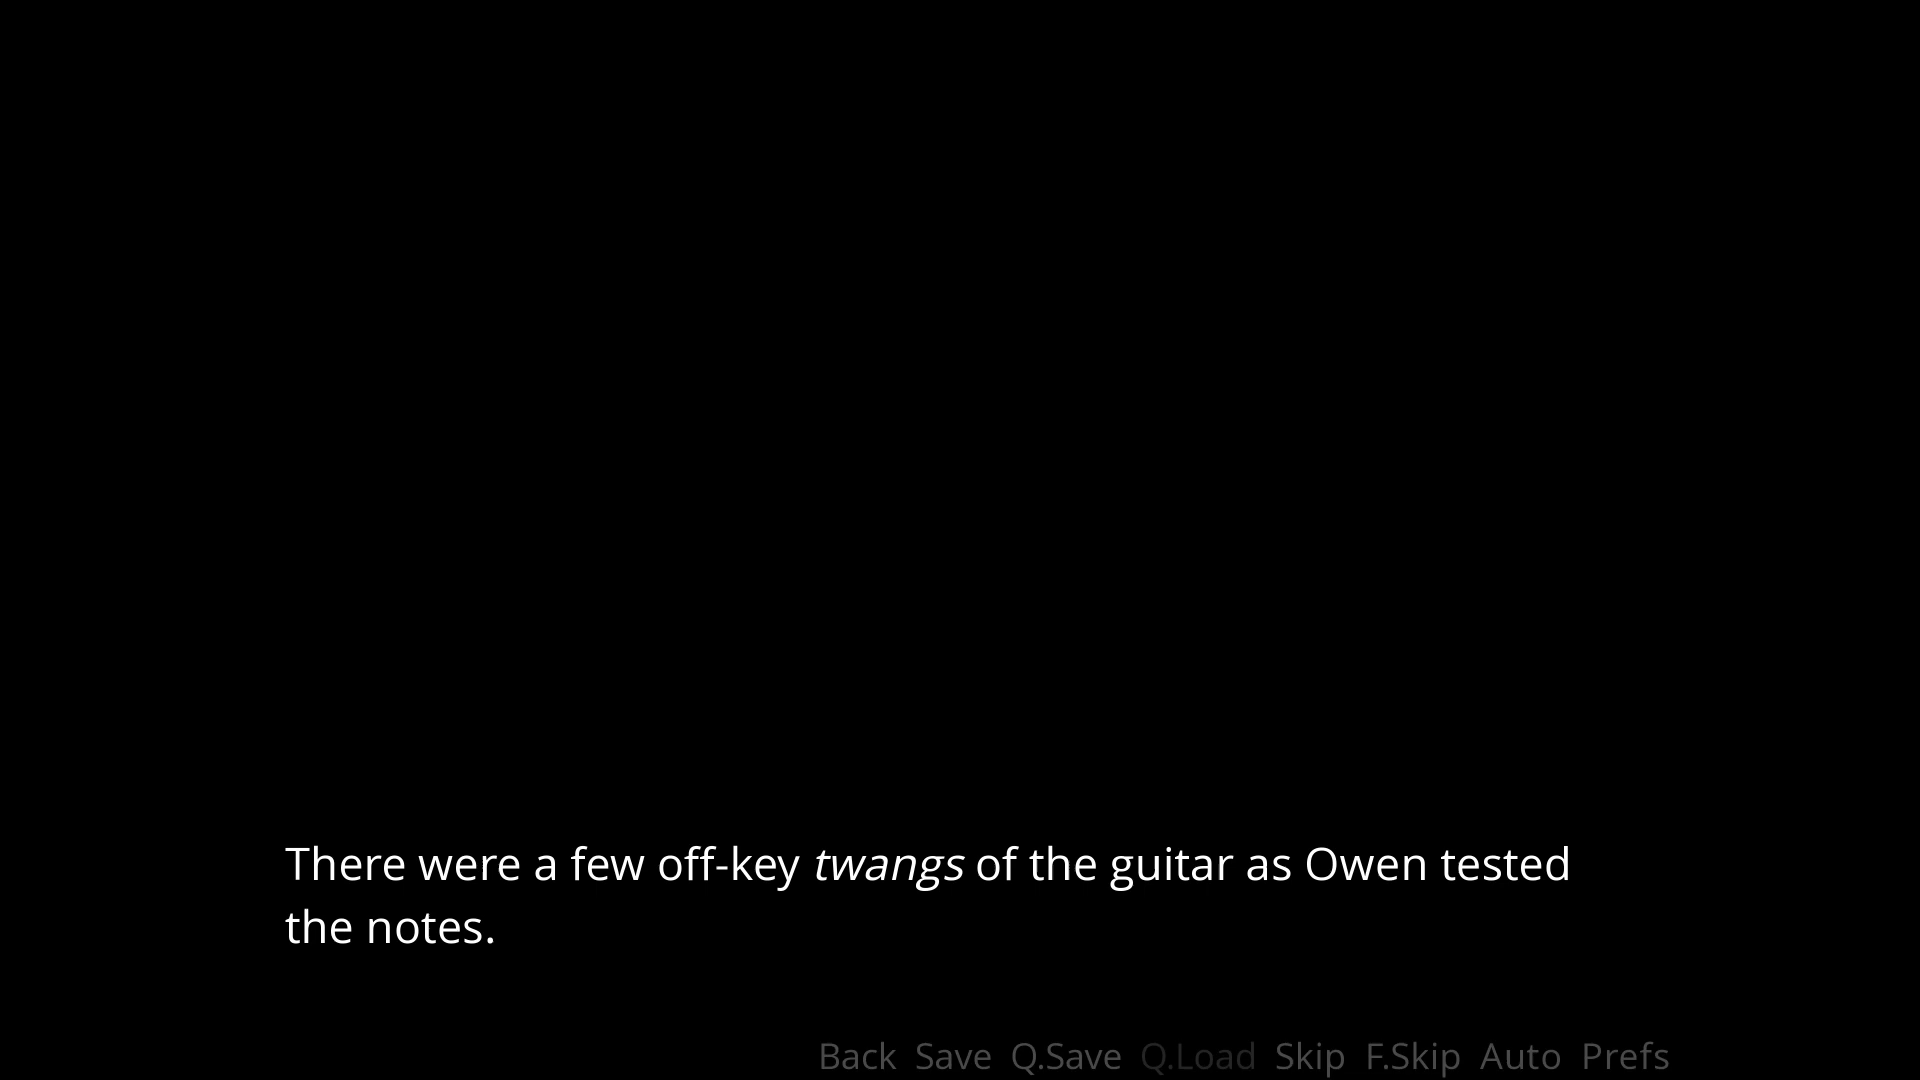 There were a few off-key twangs of the guitar as Owen tested
the notes.
Back Save Q.Save Q.Load Skip F.Skip Auto Prefs